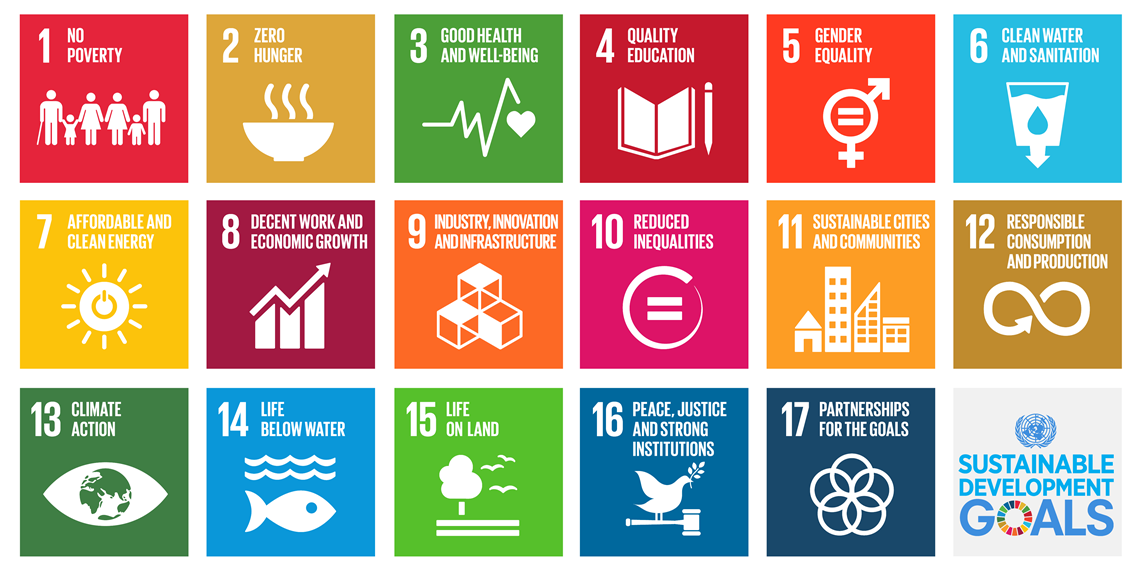 1 NO
POVERTY
2 ZERO
HUNGER
3 GOOD HEALTH
AND WELL-BEING
4 QUALITY
EDUCATION
5 GENDER
EQUALITY
6 CLEAN WATER
AND SANITATION
7 AFFORDABLE AND
CLEAN ENERGY
8 DECENT WORK AND
ECONOMIC GROWTH
9 INDUSTRY, INNOVATION
AND INFRASTRUCTURE
10 REDUCED
INEQUALITIES
11 SUSTAINABLE CITIES
AND COMMUNITIES
12 RESPONSIBLE
CONSUMPTION
AND PRODUCTION
13 CLIMATE
ACTION
14 LIFE
BELOW WATER
15 LIFE
ON LAND
16 PEACE, JUSTICE
AND STRONG
INSTITUTIONS
17 PARTNERSHIPS
FOR THE GOALS
SUSTAINABLE
DEVELOPMENT
GOALS